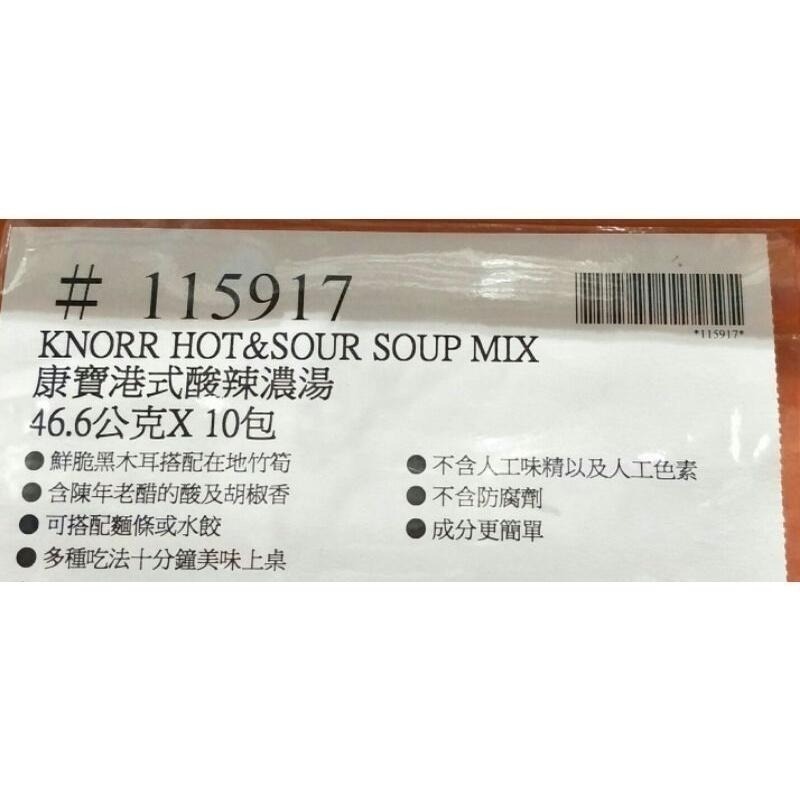 # 115917
*115917*
KNORR HOT&SOUR SOUP MIX
康寶港式酸辣濃湯
46.6公克X 10包
●鮮脆黑木耳搭配在地竹筍
●含陳年老醋的酸及胡椒香
●可搭配麵條或水餃
●多種吃法十分鐘美味上桌
●不含人工味精以及人工色素
●不含防腐劑
●成分更簡單